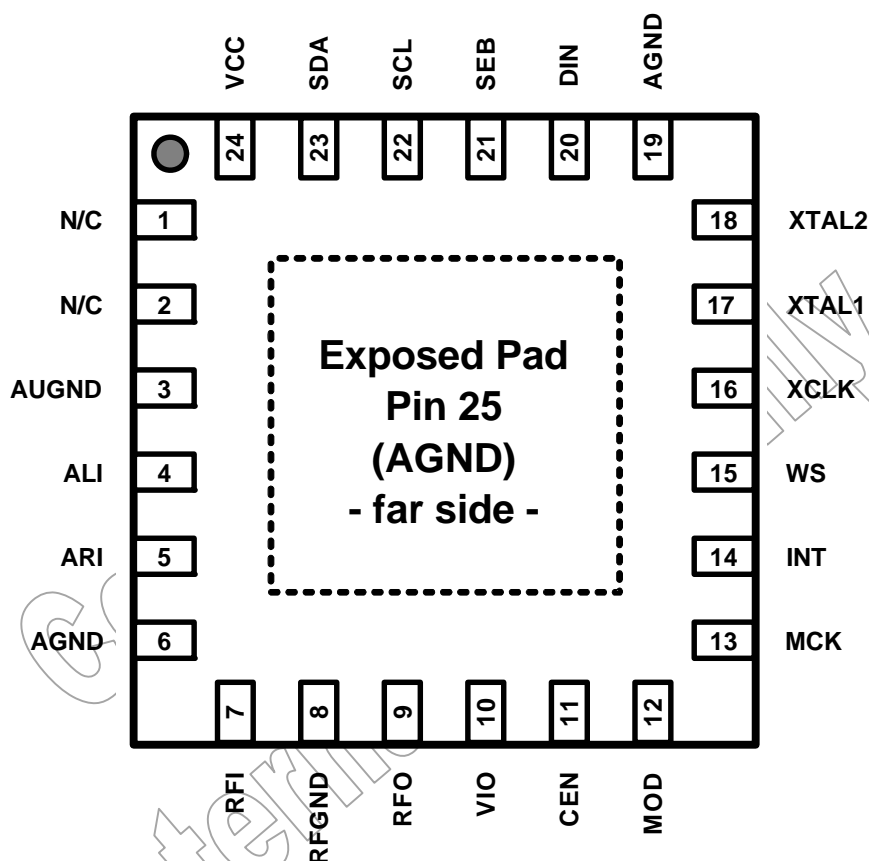 VCC
SDA
SCL
SEB
DIN
AGND
24
23
22
21
20
19
N/C 1
18 XTAL2
N/C 2
17 XTAL1
AUGND 3
16 XCLK
ALI 4
15 WS
ARI 5
14 INT
AGND 6
13 MCK
Exposed Pad
Pin 25
(AGND)
- far side -
7
8
9
10
11
12
RFI
RFGND
RFO
VIO
CEN
MOD